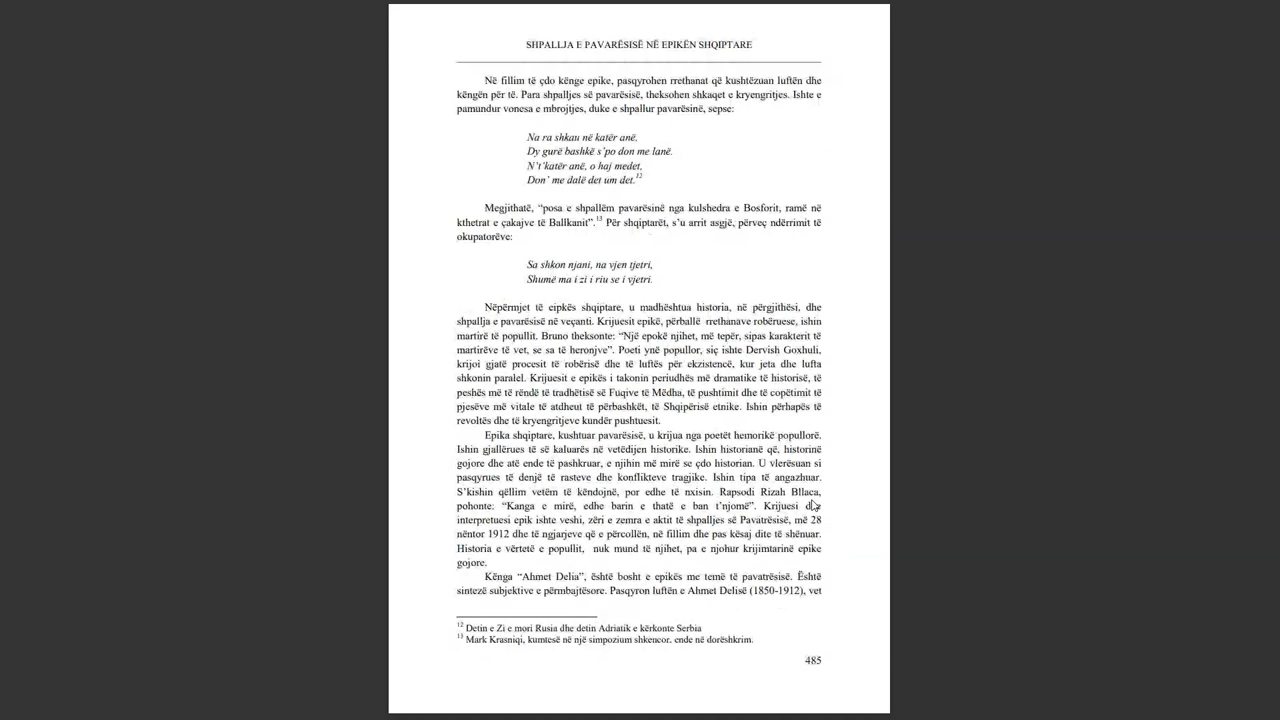 SHPALLJA E PAVARËSISË NË EPIKËN SHQIPTARE
Në fillim të çdo kënge epike, pasqyrohen rrethanat që kushtëzuan luftën dhe
këngën për të. Para shpalljes së pavarësisë, theksohen shkaqet e kryengritjes. Ishte e
pamundur vonesa e mbrojtjes, duke e shpallur pavarësinë, sepse:
Na ra shkau në katër anë,
Dy gurë bashkë s’po don me lanë.
N’t’katër anë, o haj medet,
Don’ me dalë det um det.12
Megjithatë, “posa e shpallëm pavarësinë nga kulshedra e Bosforit, ramë në
kthetrat e çakajve të Ballkanit”.13 Për shqiptarët, s’u arrit asgjë, përveç ndërrimit të
okupatorëve:
Sa shkon njani, na vjen tjetri,
Shumë ma i zi i riu se i vjetri.
Nëpërmjet të eipkës shqiptare, u madhështua historia, në përgjithësi, dhe
shpallja e pavarësisë në veçanti. Krijuesit epikë, përballë rrethanave robëruese, ishin
martirë të popullit. Bruno theksonte: “Një epokë njihet, më tepër, sipas karakterit të
martirëve të vet, se sa të heronjve”. Poeti ynë popullor, siç ishte Dervish Goxhuli,
krijoi gjatë procesit të robërisë dhe të luftës për ekzistencë, kur jeta dhe lufta
shkonin paralel. Krijuesit e epikës i takonin periudhës më dramatike të historisë, të
peshës më të rëndë të tradhëtisë së Fuqive të Mëdha, të pushtimit dhe të copëtimit të
pjesëve më vitale të atdheut të përbashkët, të Shqipërisë etnike. Ishin përhapës të
revoltës dhe të kryengritjeve kundër pushtuesit.
Epika shqiptare, kushtuar pavarësisë, u krijua nga poetët hemorikë popullorë.
Ishin gjallërues të së kaluarës në vetëdijen historike. Ishin historianë që, historinë
gojore dhe atë ende të pashkruar, e njihin më mirë se çdo historian. U vlerësuan si
pasqyrues të denjë të rasteve dhe konflikteve tragjike. Ishin tipa të angazhuar.
S’kishin qëllim vetëm të këndojnë, por edhe të nxisin. Rapsodi Rizah Bllaca,
pohonte: “Kanga e mirë, edhe barin e thatë e ban t’njomë”. Krijuesi dhe
interpretuesi epik ishte veshi, zëri e zemra e aktit të shpalljes së Pavatrësisë, më 28
nëntor 1912 dhe të ngjarjeve që e përcollën, në fillim dhe pas kësaj dite të shënuar.
Historia e vërtetë e popullit, nuk mund të njihet, pa e njohur krijimtarinë epike
gojore.
Kënga “Ahmet Delia”, është bosht e epikës me temë të pavatrësisë. Është
sintezë subjektive e përmbajtësore. Pasqyron luftën e Ahmet Delisë (1850-1912), vet
12 Detin e Zi e mori Rusia dhe detin Adriatik e kërkonte Serbia
13 Mark Krasniqi, kumtesë në një simpozium shkencor, ende në dorëshkrim.
485